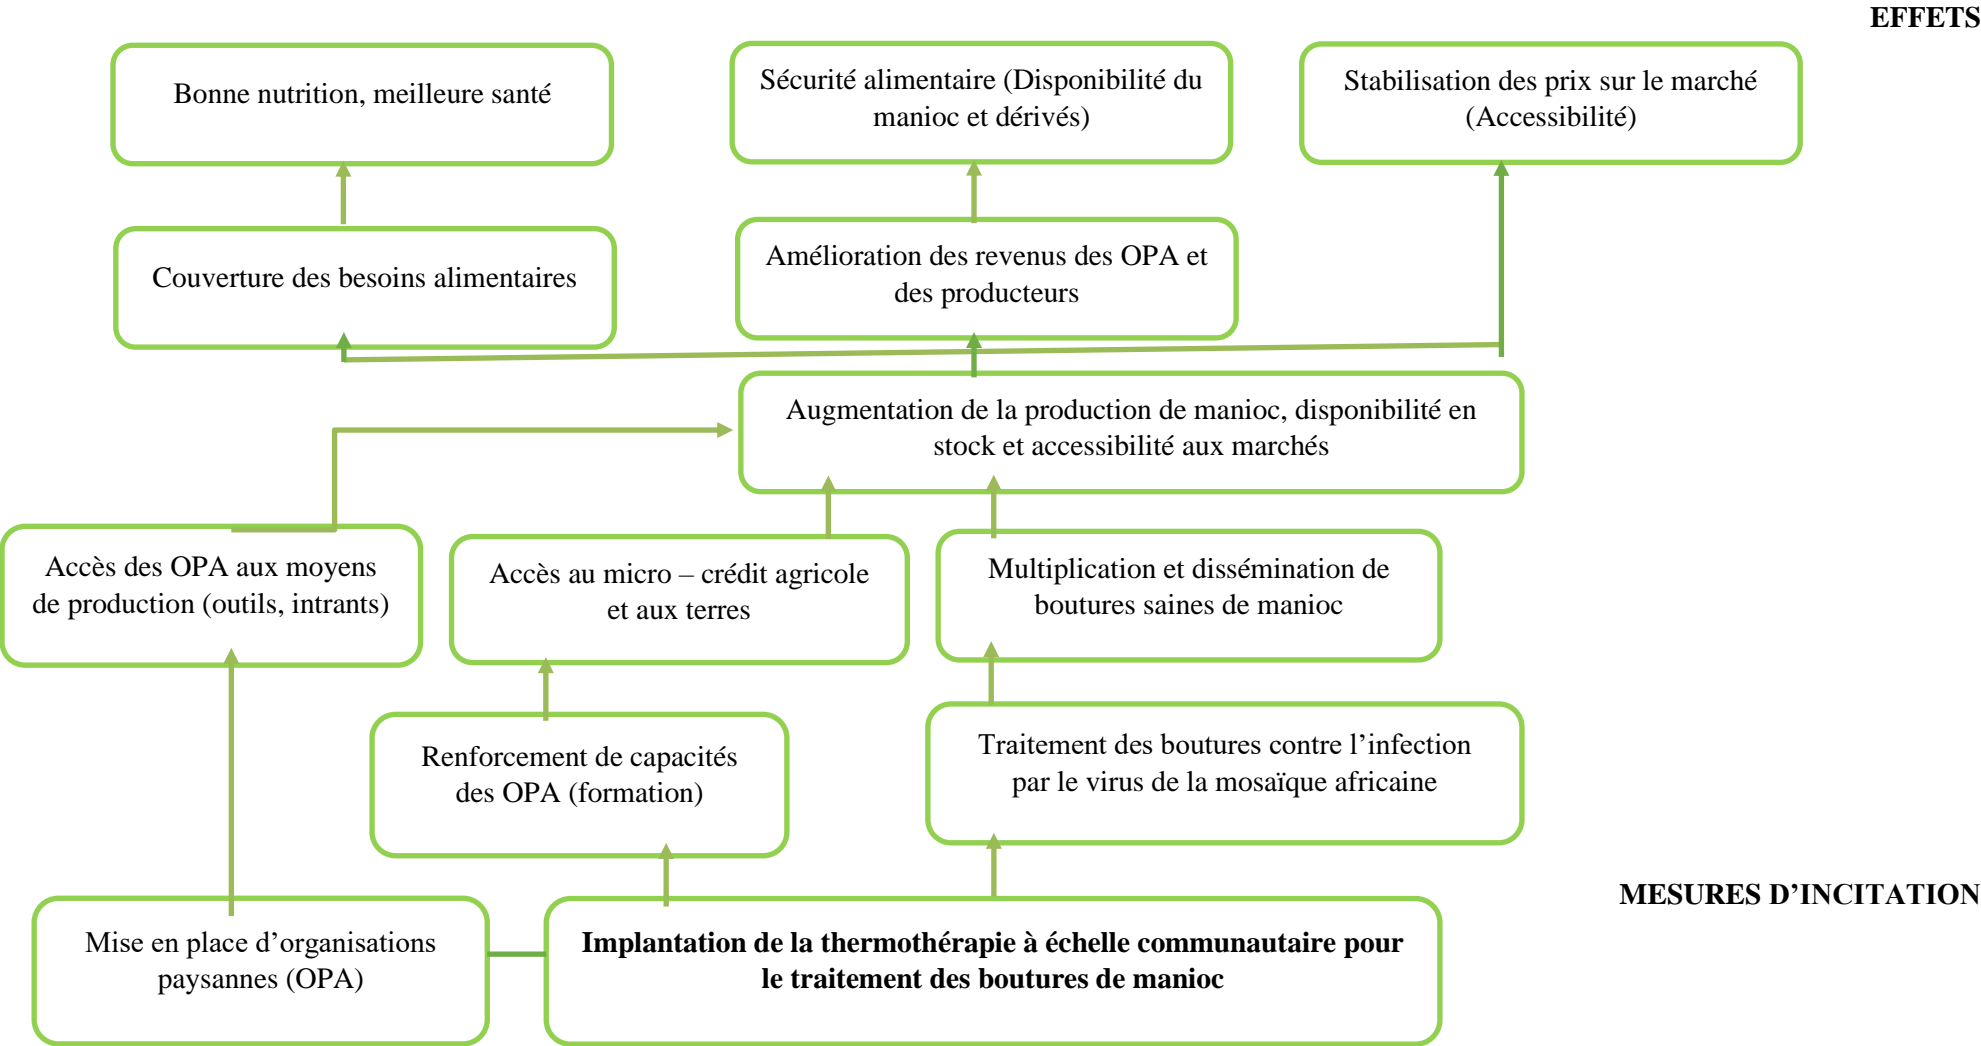 EFFETS
Bonne nutrition, meilleure santé
Sécurité alimentaire (Disponibilité du
manioc et dérivés)
Stabilisation des prix sur le marché
(Accessibilité)
Couverture des besoins alimentaires
Amélioration des revenus des OPA et
des producteurs
Augmentation de la production de manioc, disponibilité en
stock et accessibilité aux marchés
Accès des OPA aux moyens
de production (outils, intrants)
Accès au micro – crédit agricole
et aux terres
Multiplication et dissémination de
boutures saines de manioc
Renforcement de capacités
des OPA (formation)
Traitement des boutures contre l’infection
par le virus de la mosaïque africaine
MESURES D’INCITATION
Mise en place d’organisations
paysannes (OPA)
Implantation de la thermothérapie à échelle communautaire pour
le traitement des boutures de manioc